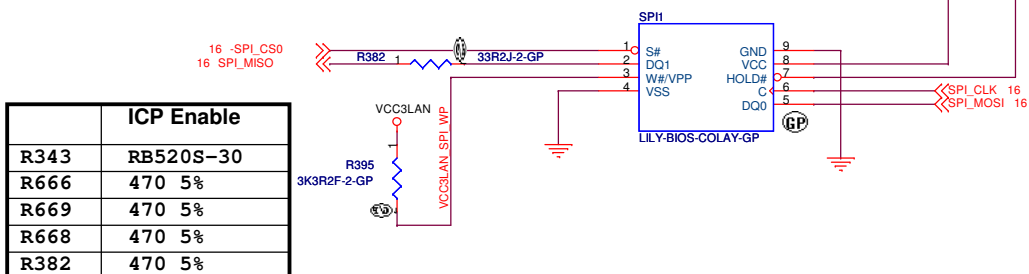 SPI1
16 -SPI_CS0
16 SPI_MISO
R382 1 33R2J-2-GP
1 S# GND 9
2 DQ1 VCC 8
3 W#/VPP HOLD# 7
4 VSS C 6
DQ0 5
SPI_CLK 16
SPI_MOSI 16
LILY-BIOS-COLAY-GP
GP
VCC3LAN
VCC3LAN_SPI_WP
1
R395
3K3R2F-2-GP
ICP Enable
R343 RB520S-30
R666 470 5%
R669 470 5%
R668 470 5%
R382 470 5%